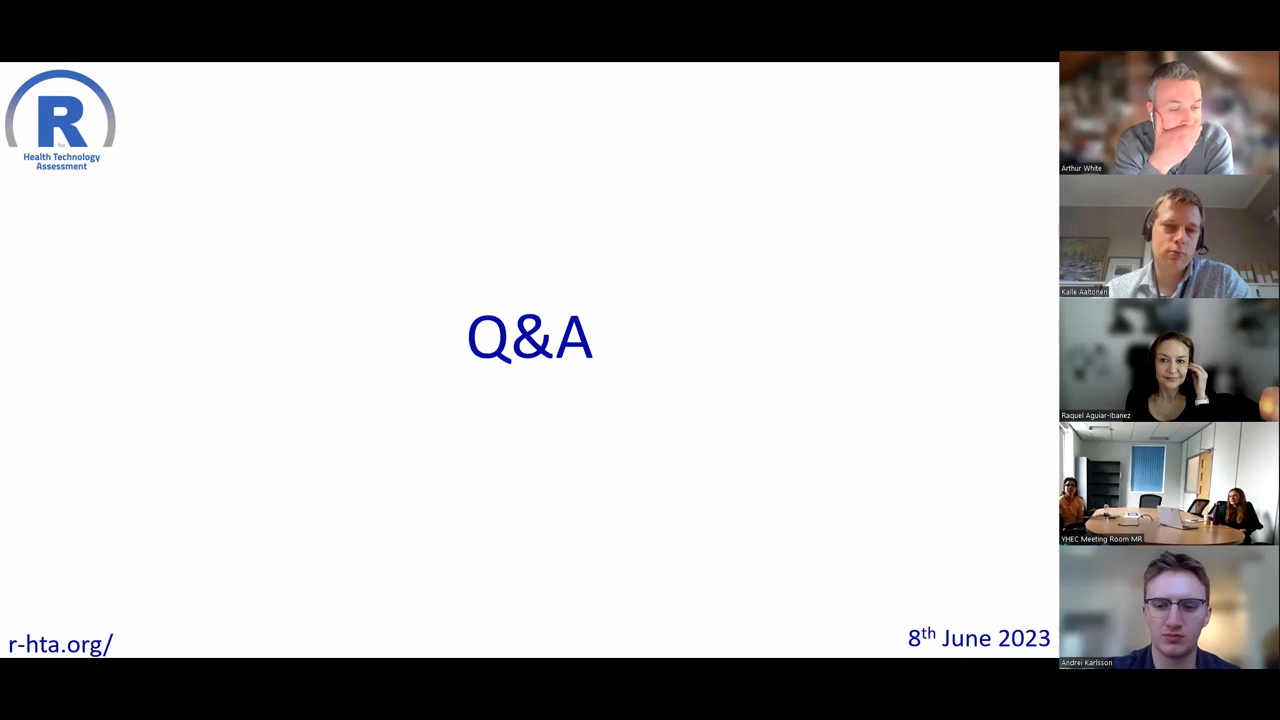 R
for
Health Technology
Assessment
Q&A
r-hta.org/
8th June 2023
Arthur White
Kalle Aaltonen
Raquel Aguiar-Ibanez
YHEC Meeting Room MR
Andrei Karlsson